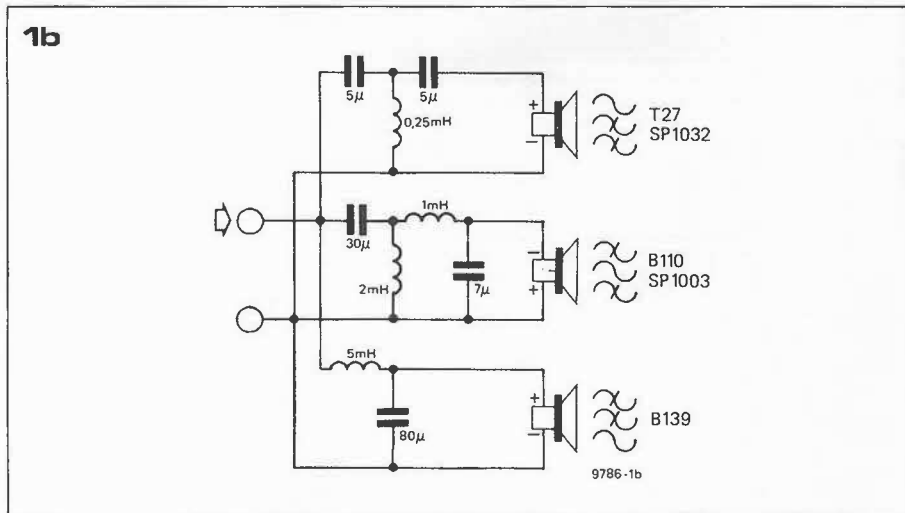 1b
5μ
5μ
0,25mH
+
−
T27
SP1032
30μ
1mH
2mH
7μ
−
+
B110
SP1003
5mH
80μ
+
−
B139
9786-1b